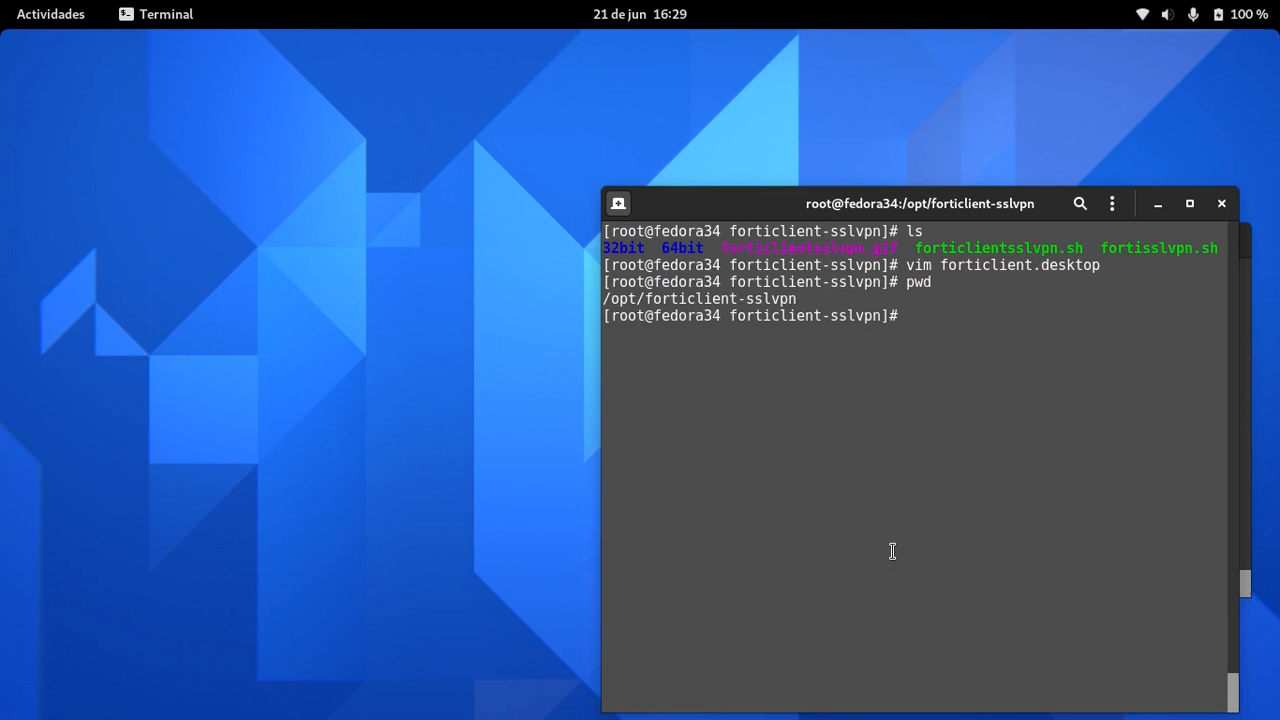 Actividades Terminal 21 de jun 16:29 100 %
root@fedora34:/opt/forticlient-sslvpn
[root@fedora34 forticlient-sslvpn]# ls
32bit 64bit forticlientsslvpn.gif forticlientsslvpn.sh fortisslvpn.sh
[root@fedora34 forticlient-sslvpn]# vim forticlient.desktop
[root@fedora34 forticlient-sslvpn]# pwd
/opt/forticlient-sslvpn
[root@fedora34 forticlient-sslvpn]#